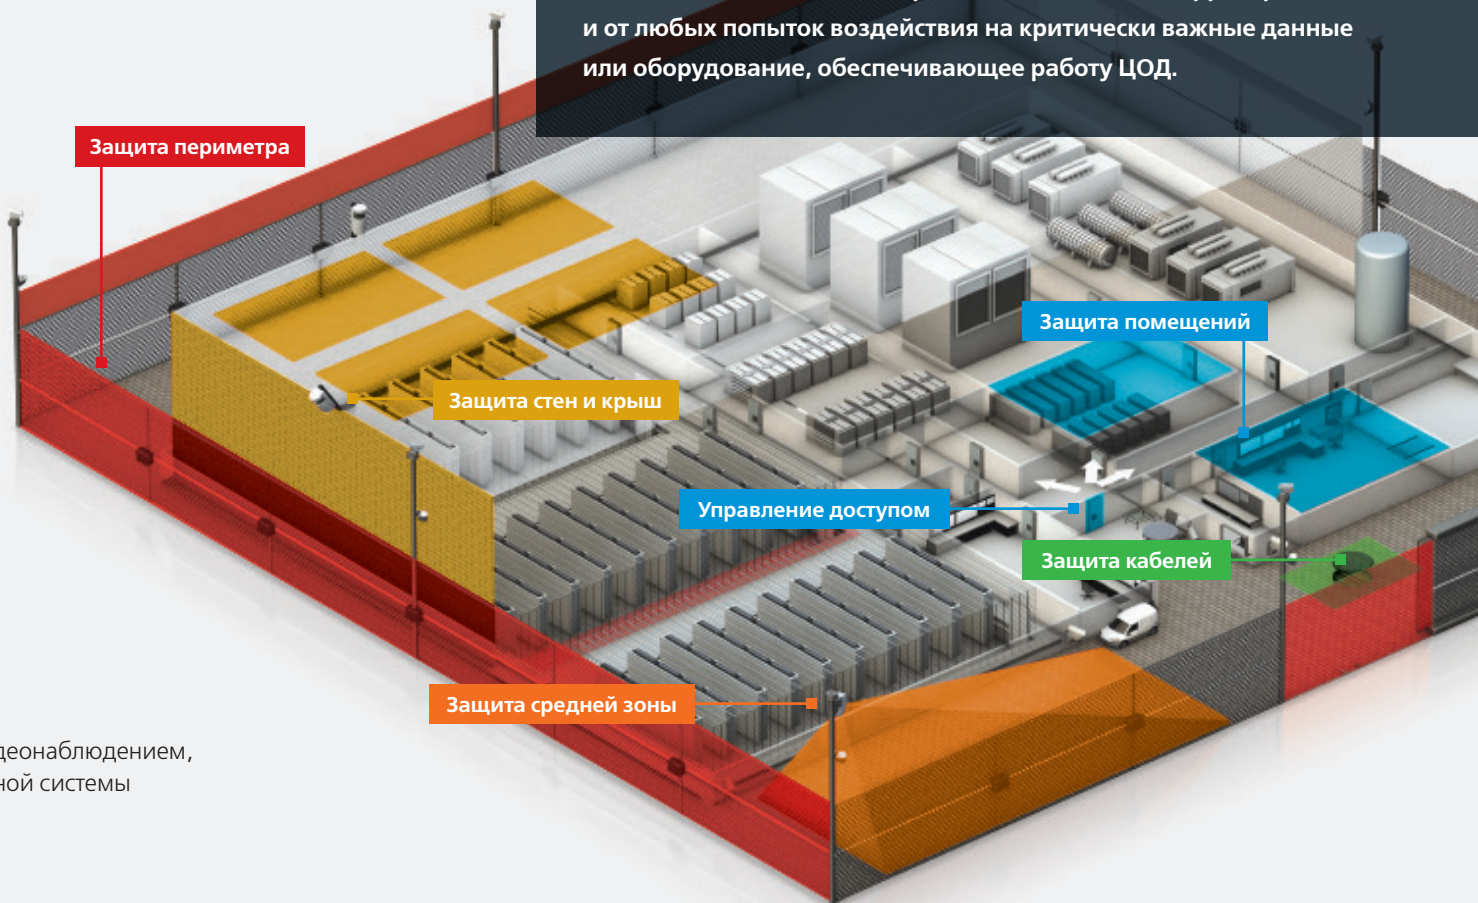 и от любых попыток воздействия на критически важные данные
или оборудование, обеспечивающее работу ЦОД.
Защита периметра
Защита помещений
Защита стен и крыш
Управление доступом
Защита кабелей
Защита средней зоны
деонаблюдением,
ной системы